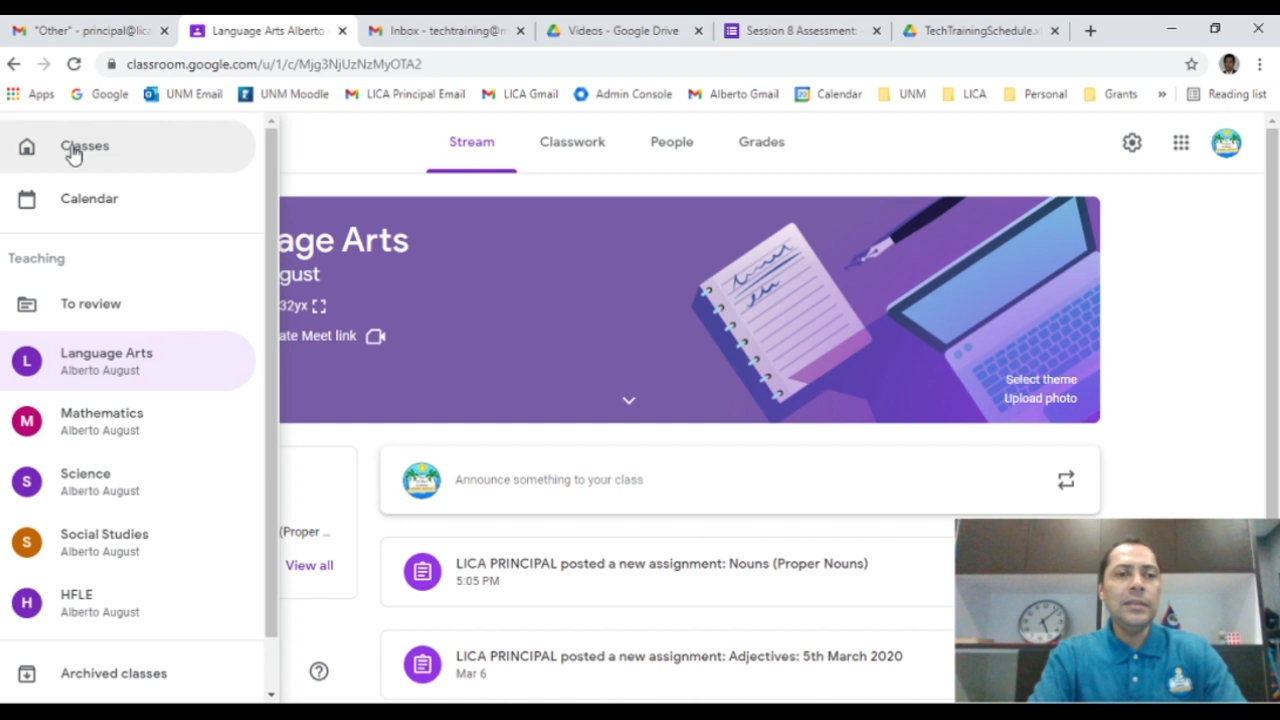 "Other" - principal@lica
Language Arts Alberto
Inbox - techtraining@m
Videos - Google Drive
Session 8 Assessment:
TechTrainingSchedule.x
classroom.google.com/u/1/c/Mjg3NjUzNzMyOTA2
Apps
Google
UNM Email
UNM Moodle
LICA Principal Email
LICA Gmail
Admin Console
Alberto Gmail
Calendar
UNM
LICA
Personal
Grants
»
Reading list
Classes
Calendar
Teaching
To review
L
Language Arts
Alberto August
M
Mathematics
Alberto August
S
Science
Alberto August
S
Social Studies
Alberto August
H
HFLE
Alberto August
Archived classes
Stream
Classwork
People
Grades
age Arts
gust
32yx
ate Meet link
Select theme
Upload photo
(Proper ...
View all
Announce something to your class
LICA PRINCIPAL posted a new assignment: Nouns (Proper Nouns)
5:05 PM
LICA PRINCIPAL posted a new assignment: Adjectives: 5th March 2020
Mar 6